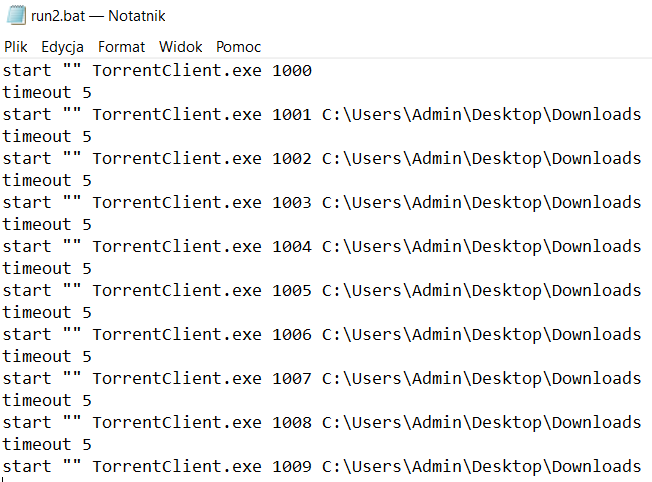 run2.bat — Notatnik
Plik Edycja Format Widok Pomoc
start "" TorrentClient.exe 1000
timeout 5
start "" TorrentClient.exe 1001 C:\Users\Admin\Desktop\Downloads
timeout 5
start "" TorrentClient.exe 1002 C:\Users\Admin\Desktop\Downloads
timeout 5
start "" TorrentClient.exe 1003 C:\Users\Admin\Desktop\Downloads
timeout 5
start "" TorrentClient.exe 1004 C:\Users\Admin\Desktop\Downloads
timeout 5
start "" TorrentClient.exe 1005 C:\Users\Admin\Desktop\Downloads
timeout 5
start "" TorrentClient.exe 1006 C:\Users\Admin\Desktop\Downloads
timeout 5
start "" TorrentClient.exe 1007 C:\Users\Admin\Desktop\Downloads
timeout 5
start "" TorrentClient.exe 1008 C:\Users\Admin\Desktop\Downloads
timeout 5
start "" TorrentClient.exe 1009 C:\Users\Admin\Desktop\Downloads